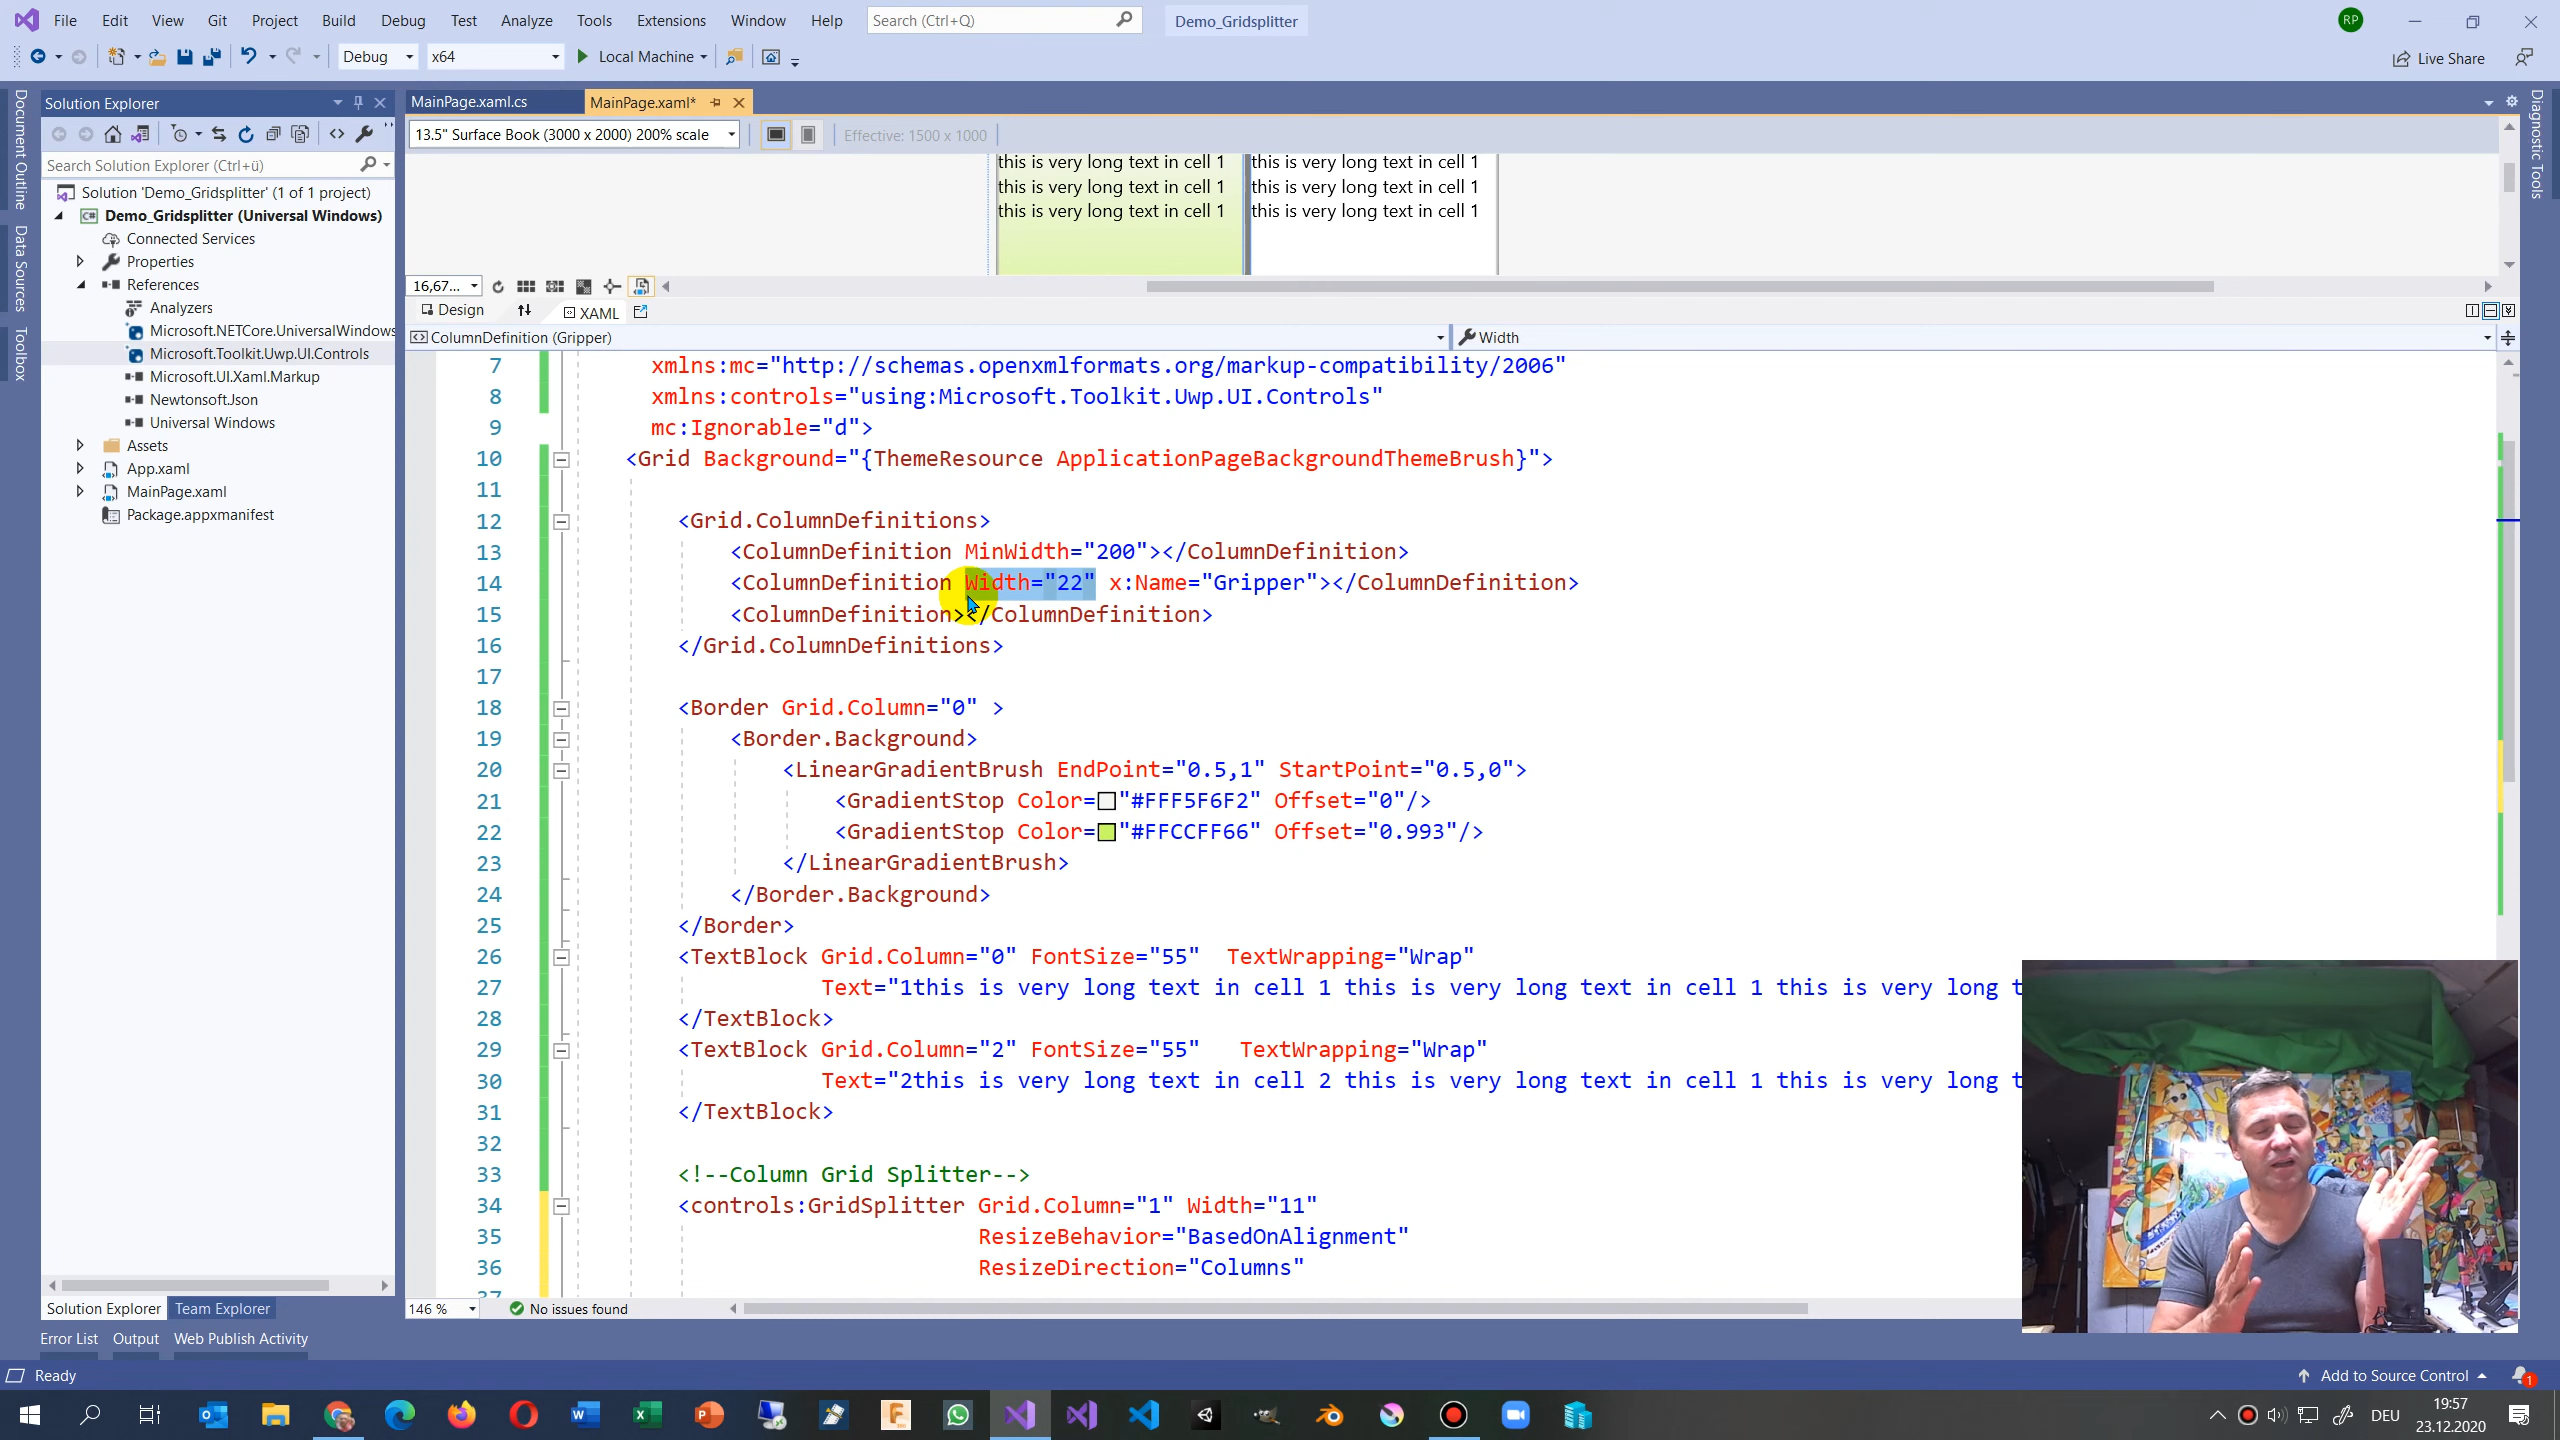 File Edit View Git Project Build Debug Test Analyze Tools Extensions Window Help Search (Ctrl+Q) Demo_Gridsplitter RP
Debug x64 Local Machine Live Share
Document Outline
Data Sources
Toolbox
Solution Explorer
Search Solution Explorer (Ctrl+ü)
Solution 'Demo_Gridsplitter' (1 of 1 project)
C# Demo_Gridsplitter (Universal Windows)
Connected Services
Properties
References
Analyzers
Microsoft.NETCore.UniversalWindows
Microsoft.Toolkit.Uwp.UI.Controls
Microsoft.UI.Xaml.Markup
Newtonsoft.Json
Universal Windows
Assets
App.xaml
MainPage.xaml
Package.appxmanifest
Solution Explorer Team Explorer
MainPage.xaml.cs MainPage.xaml*
13.5" Surface Book (3000 x 2000) 200% scale Effective: 1500 x 1000
this is very long text in cell 1 this is very long text in cell 1
this is very long text in cell 1 this is very long text in cell 1
this is very long text in cell 1 this is very long text in cell 1
16,67...
Design XAML
ColumnDefinition (Gripper) Width
7 xmlns:mc="http://schemas.openxmlformats.org/markup-compatibility/2006"
8 xmlns:controls="using:Microsoft.Toolkit.Uwp.UI.Controls"
9 mc:Ignorable="d">
10 <Grid Background="{ThemeResource ApplicationPageBackgroundThemeBrush}">
11
12 <Grid.ColumnDefinitions>
13 <ColumnDefinition MinWidth="200"></ColumnDefinition>
14 <ColumnDefinition Width="22" x:Name="Gripper"></ColumnDefinition>
15 <ColumnDefinition></ColumnDefinition>
16 </Grid.ColumnDefinitions>
17
18 <Border Grid.Column="0" >
19 <Border.Background>
20 <LinearGradientBrush EndPoint="0.5,1" StartPoint="0.5,0">
21 <GradientStop Color="#FFF5F6F2" Offset="0"/>
22 <GradientStop Color="#FFCCFF66" Offset="0.993"/>
23 </LinearGradientBrush>
24 </Border.Background>
25 </Border>
26 <TextBlock Grid.Column="0" FontSize="55" TextWrapping="Wrap"
27 Text="1this is very long text in cell 1 this is very long text in cell 1 this is very long t
28 </TextBlock>
29 <TextBlock Grid.Column="2" FontSize="55" TextWrapping="Wrap"
30 Text="2this is very long text in cell 2 this is very long text in cell 1 this is very long t
31 </TextBlock>
32
33 <!--Column Grid Splitter-->
34 <controls:GridSplitter Grid.Column="1" Width="11"
35 ResizeBehavior="BasedOnAlignment"
36 ResizeDirection="Columns"
37
146 % No issues found
Diagnostic Tools
Error List Output Web Publish Activity
Ready Add to Source Control 1
DEU 19:57
23.12.2020